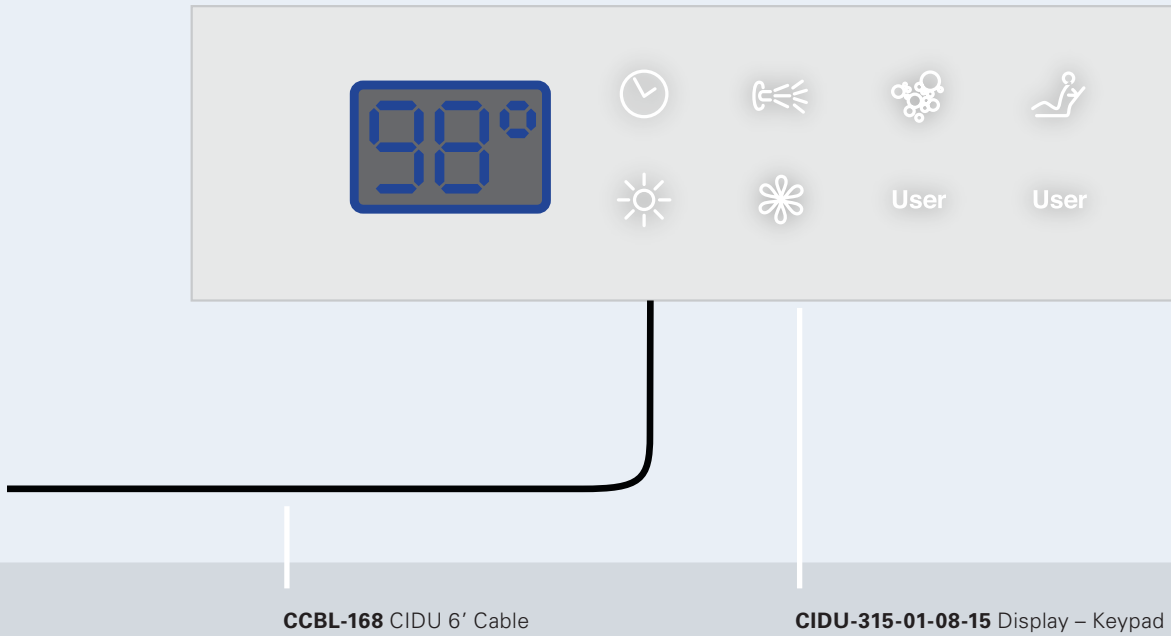 98°
User User
CCBL-168 CIDU 6’ Cable
CIDU-315-01-08-15 Display – Keypad